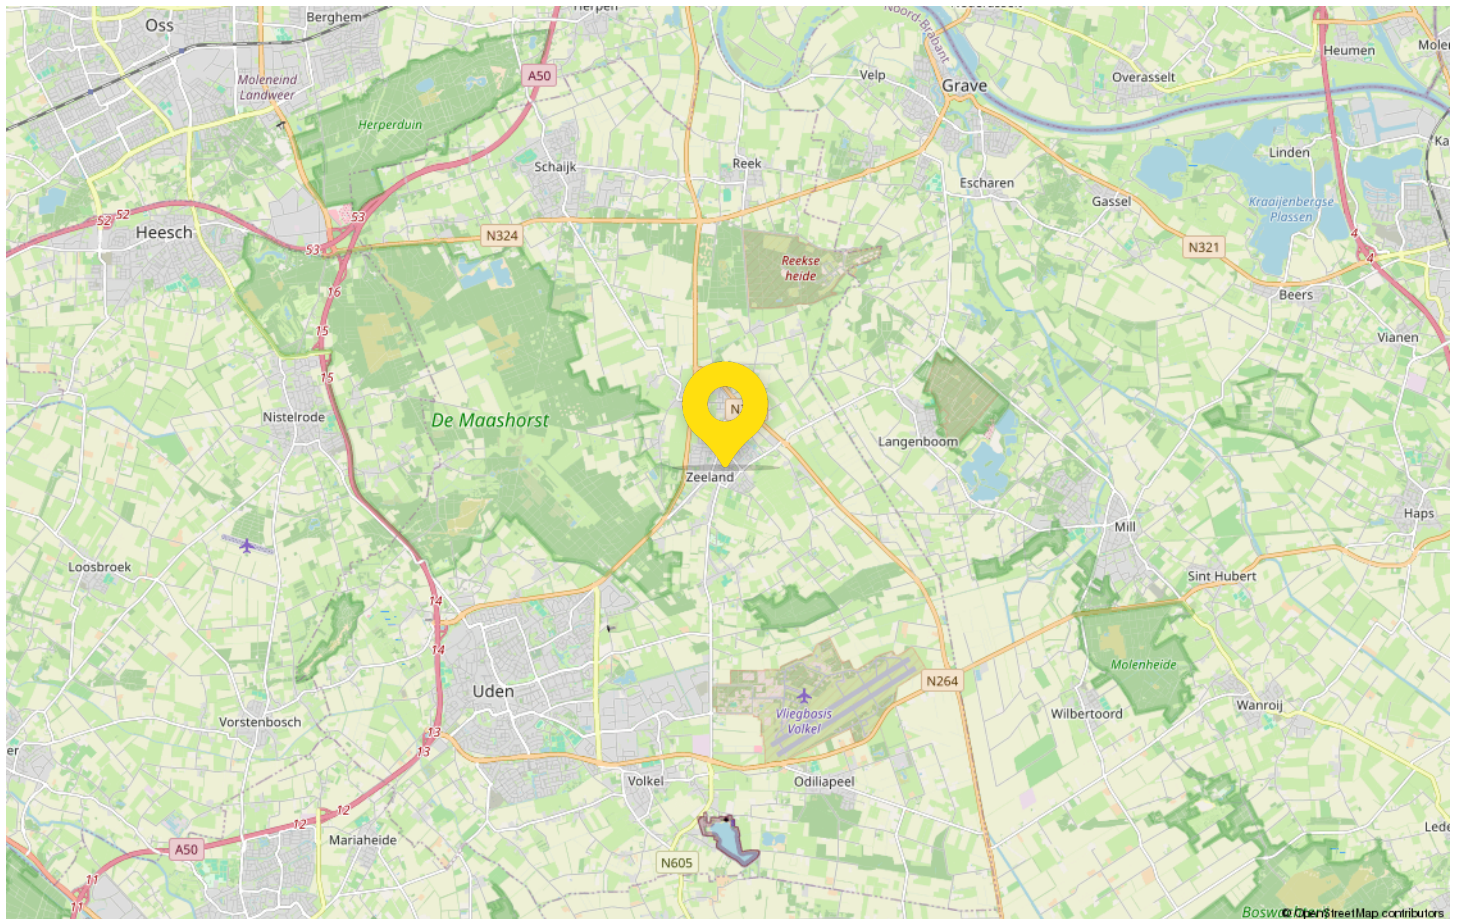 Oss
Berghem
Herpen
Noord-Brabant
Heumen
Velp
Overasselt
A50
Grave
Moleneind
Landweer
Herperduin
Schaijk
Reek
Linden
Escharen
Gassel
Kraaijenbergse
Plassen
52
52
53
Heesch
53
N324
N321
4
4
Reekse
heide
16
Beers
15
Vianen
15
Nistelrode
De Maashorst
Langenboom
Zeeland
Haps
Mill
Loosbroek
Sint Hubert
14
14
Molenheide
N264
Uden
Vliegbasis
Volkel
Wanroij
Wilbertoord
Vorstenbosch
13
13
Volkel
Odiliapeel
12
12
Mariaheide
A50
N605
11
11
© OpenStreetMap contributors